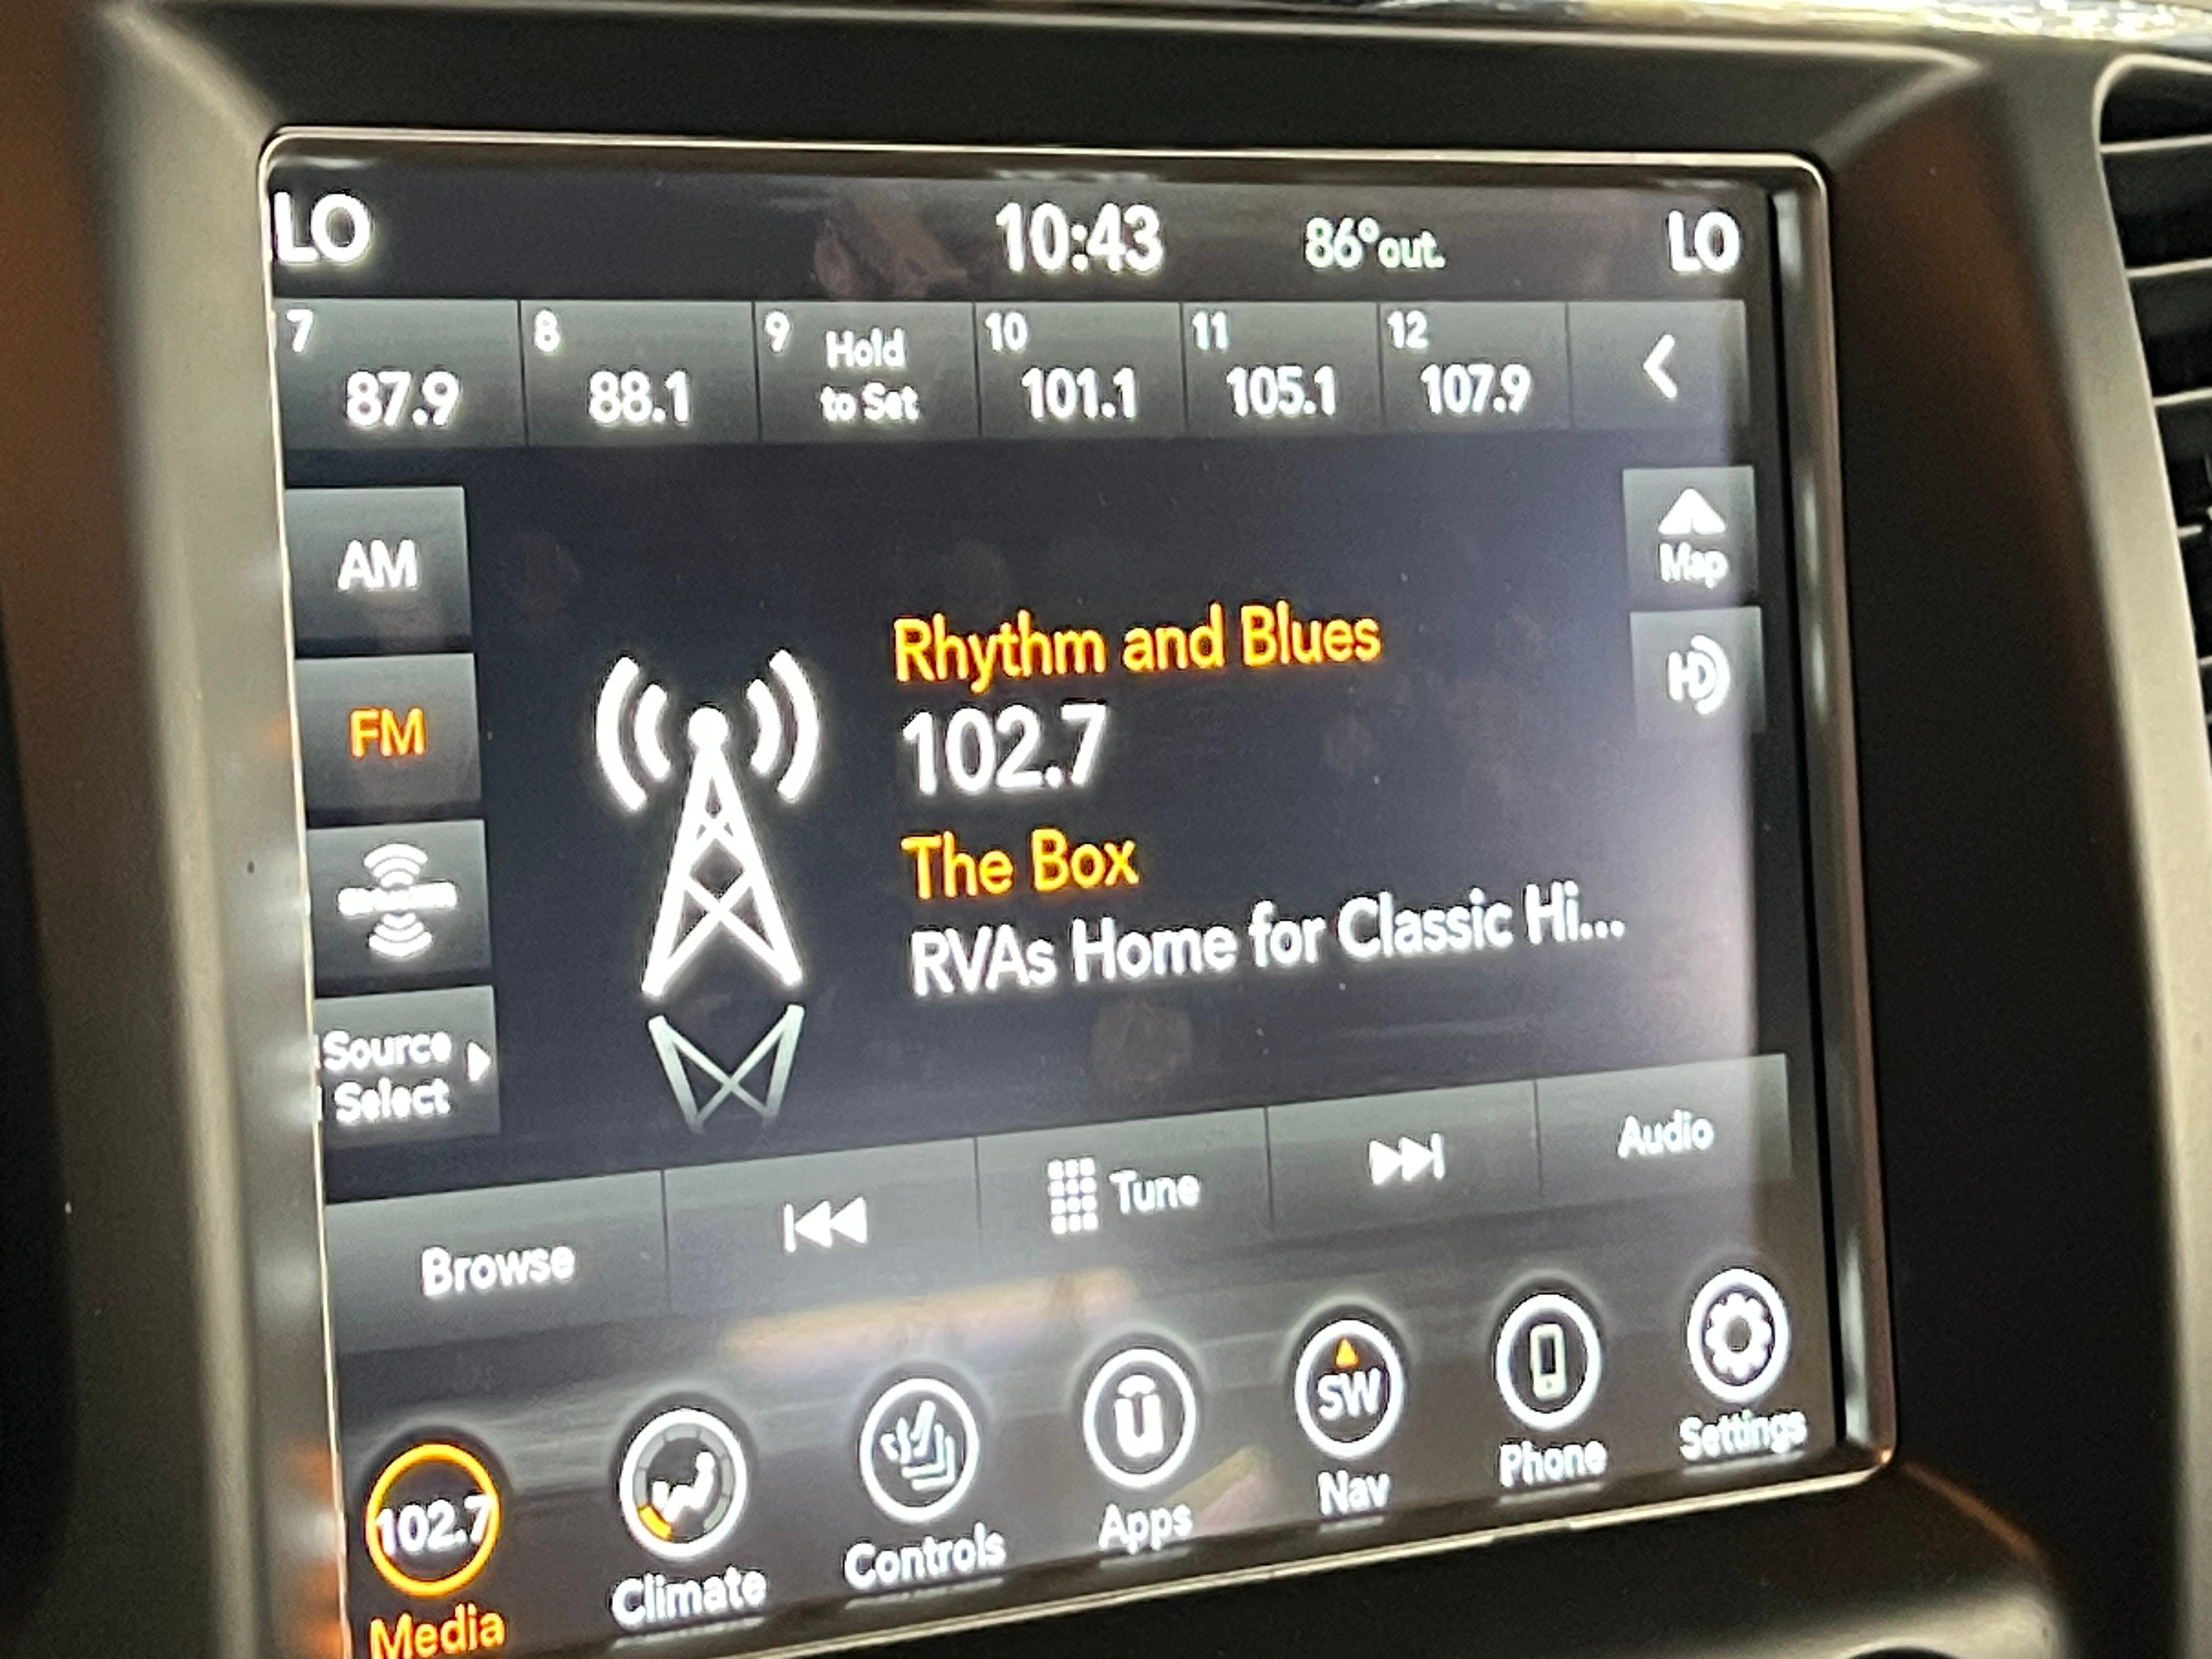 LO 10:43 86°out. LO
7 8 9 Hold 10 11 12
87.9 88.1 to Set 101.1 105.1 107.9
AM
Map
Rhythm and Blues
HD
FM
102.7
The Box
RVAs Home for Classic Hi...
Source
Select
Browse Tune Audio
102.7 SW
Media Climate Controls Apps Nav Phone Settings